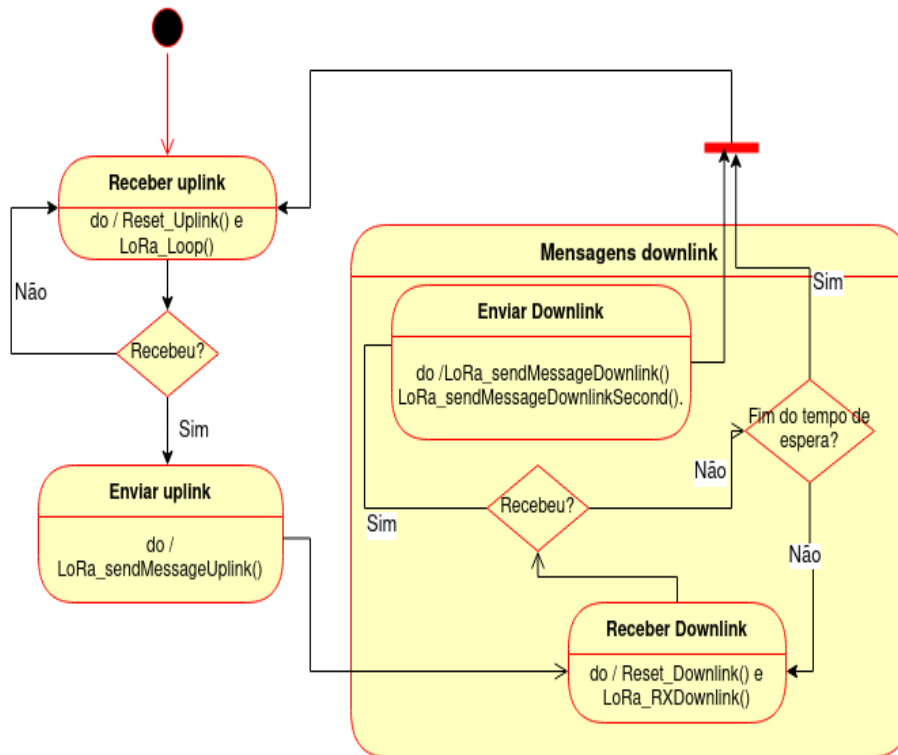 Receber uplink
do / Reset_Uplink() e
LoRa_Loop()
Não
Recebeu?
Sim
Enviar uplink
do /
LoRa_sendMessageUplink()
Mensagens downlink
Sim
Enviar Downlink
do /LoRa_sendMessageDownlink()
LoRa_sendMessageDownlinkSecond().
Fim do tempo de
espera?
Não
Recebeu?
Sim
Não
Receber Downlink
do / Reset_Downlink() e
LoRa_RXDownlink()